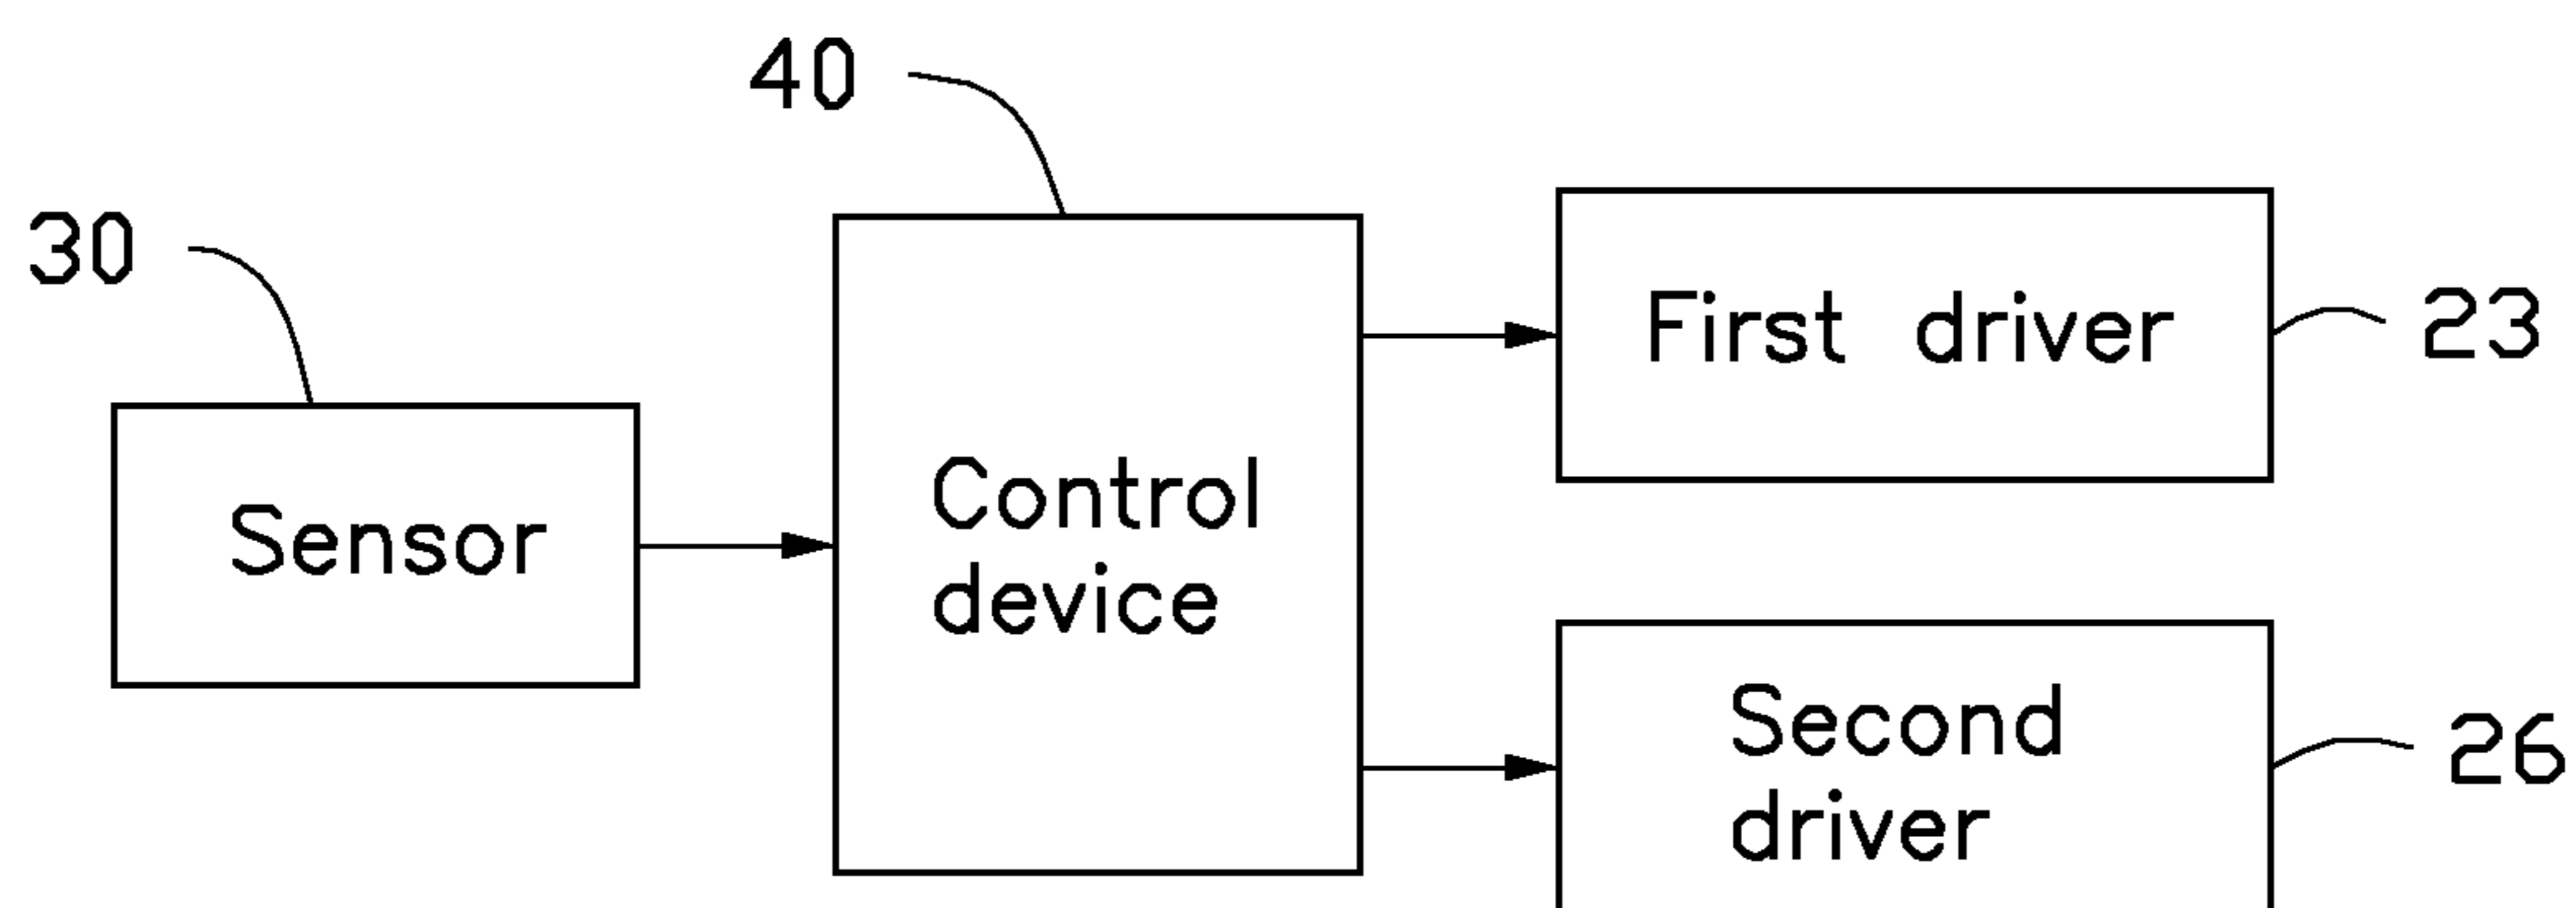 40
30
First driver
23
Control
device
Sensor
Second
driver
26